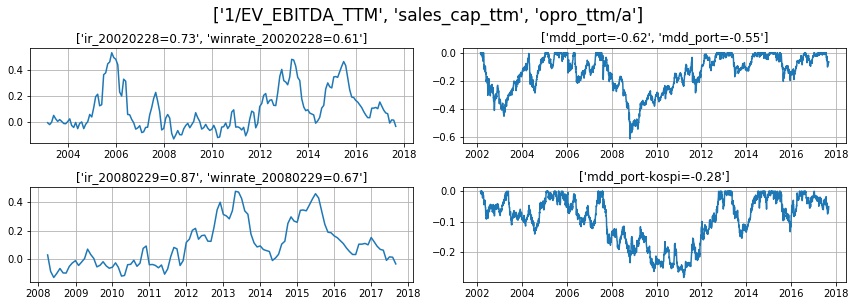 ['1/EV_EBITDA_TTM', 'sales_cap_ttm', 'opro_ttm/a']
['ir_20020228=0.73', 'winrate_20020228=0.61']
0.4
0.2
0.0
2004 2006 2008 2010 2012 2014 2016 2018
['mdd_port=-0.62', 'mdd_port=-0.55']
0.0
−0.2
−0.4
−0.6
2002 2004 2006 2008 2010 2012 2014 2016 2018
['ir_20080229=0.87', 'winrate_20080229=0.67']
0.4
0.2
0.0
2008 2009 2010 2011 2012 2013 2014 2015 2016 2017 2018
['mdd_port-kospi=-0.28']
0.0
−0.1
−0.2
2002 2004 2006 2008 2010 2012 2014 2016 2018